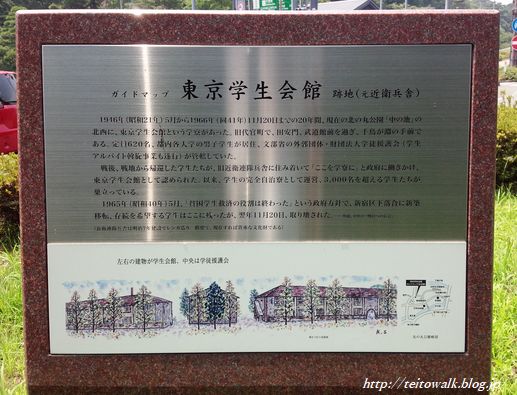 ガイドマップ 東京学生会館 跡地(元近衛兵舎)
1946年(昭和21年)5月から1966年(同41年)11月20日までの20年間、現在の北の丸公園「中の池」の
北西に、東京学生会館という学寮があった。旧代官町で、田安門、武道館前を過ぎ、千鳥が淵の手前で
ある。定員620名、都内各大学の男子学生が居住、文部省の外郭団体・財団法人学徒援護会(学生
アルバイト斡旋事業も遂行)が管轄していた。
戦後、戦地から帰還した学生たちが、旧近衛連隊兵舎に住み着いて「ここを学寮に」と政府に働きかけ、
東京学生会館として認められた。以来、学生の完全自治寮として運営、3,000名を超える学生たちが
巣立っている。
1965年(昭和40年)5月、「貧困学生救済の役割は終わった」という政府方針で、新宿区下落合に新築
移転、存続を希望する学生はここに残ったが、翌年11月20日、取り壊された。
左右の建物が学生会館、中央は学徒援護会
http://teitowalk.blog.jp